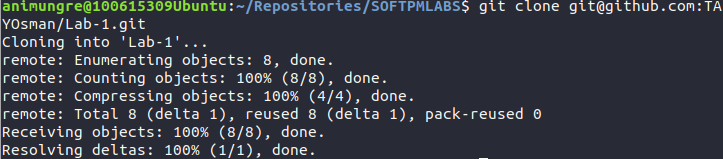 animungre@100615309Ubuntu:~/Repositories/SOFTPMLABS$ git clone git@github.com:TA
YOsman/Lab-1.git
Cloning into 'Lab-1'...
remote: Enumerating objects: 8, done.
remote: Counting objects: 100% (8/8), done.
remote: Compressing objects: 100% (4/4), done.
remote: Total 8 (delta 1), reused 8 (delta 1), pack-reused 0
Receiving objects: 100% (8/8), done.
Resolving deltas: 100% (1/1), done.